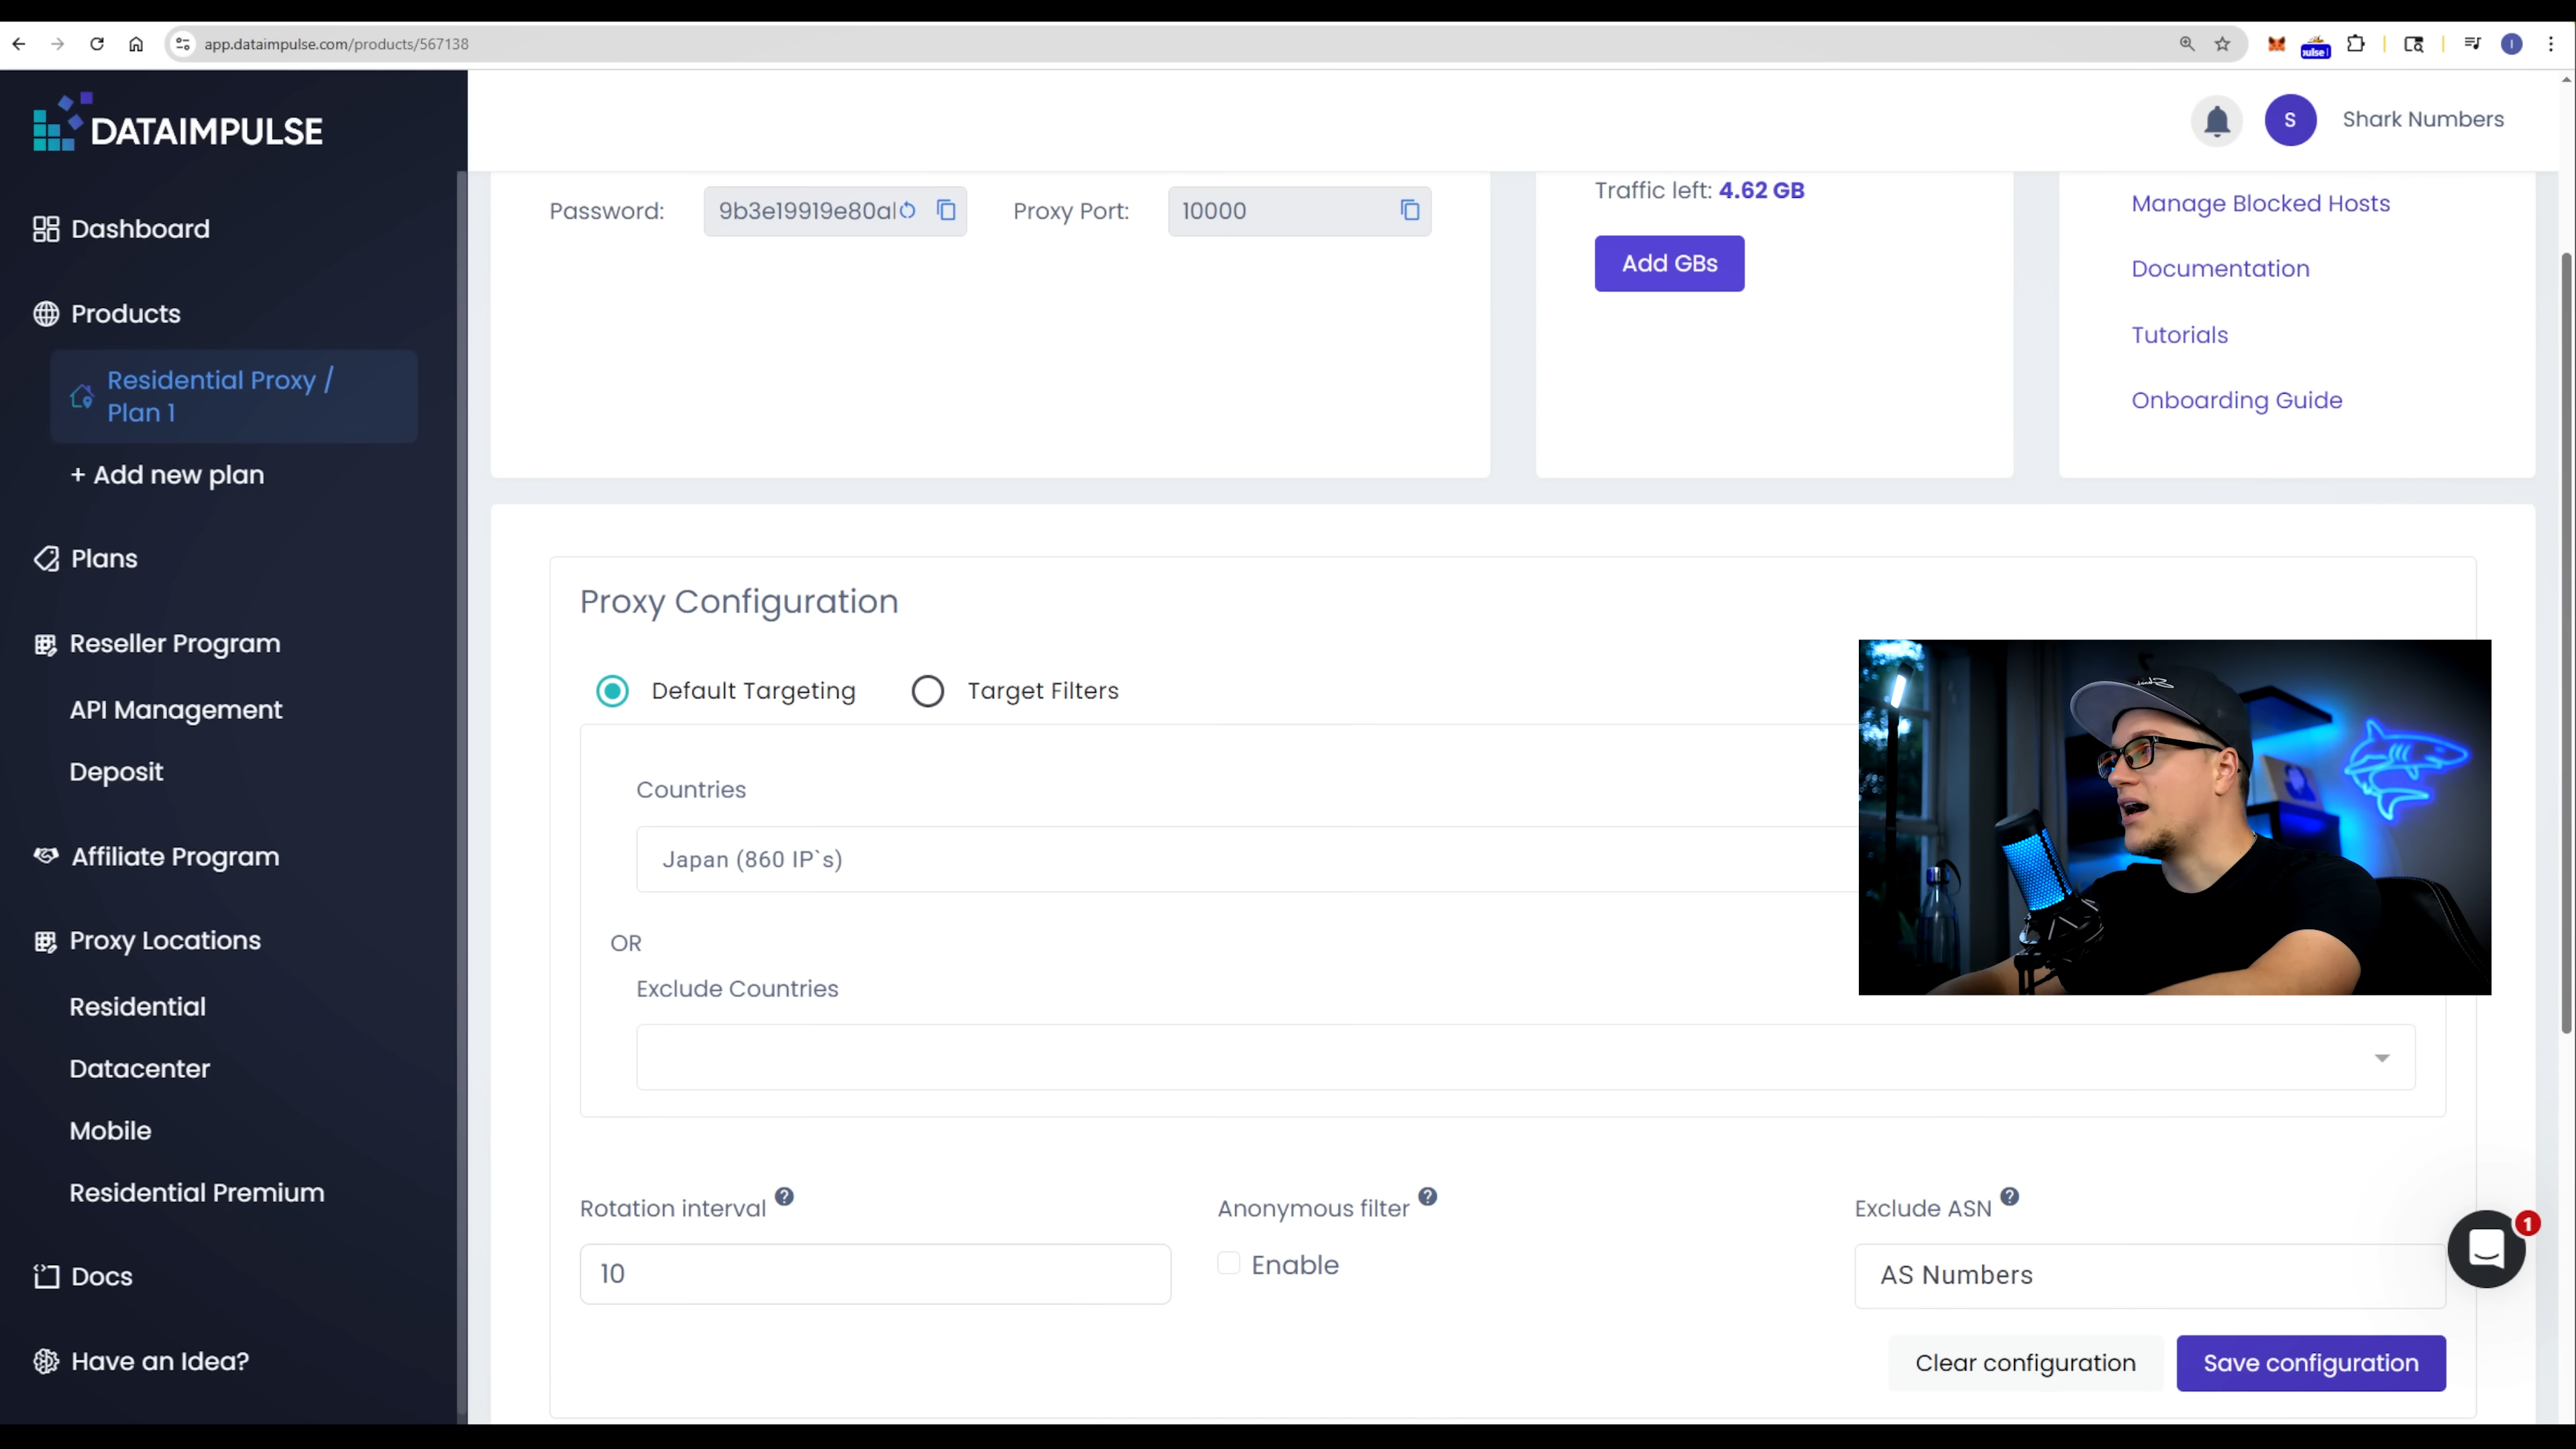 app.dataimpulse.com/products/567138
DATAIMPULSE
S
Shark Numbers
Dashboard
Products
Residential Proxy /
Plan 1
+ Add new plan
Plans
Reseller Program
API Management
Deposit
Affiliate Program
Proxy Locations
Residential
Datacenter
Mobile
Residential Premium
Docs
Have an Idea?
Password:
9b3e19919e80a
Proxy Port:
10000
Traffic left: 4.62 GB
Add GBs
Manage Blocked Hosts
Documentation
Tutorials
Onboarding Guide
Proxy Configuration
Default Targeting
Target Filters
Countries
Japan (860 IP`s)
OR
Exclude Countries
Rotation interval ?
10
Anonymous filter ?
Enable
Exclude ASN ?
AS Numbers
1
Clear configuration
Save configuration